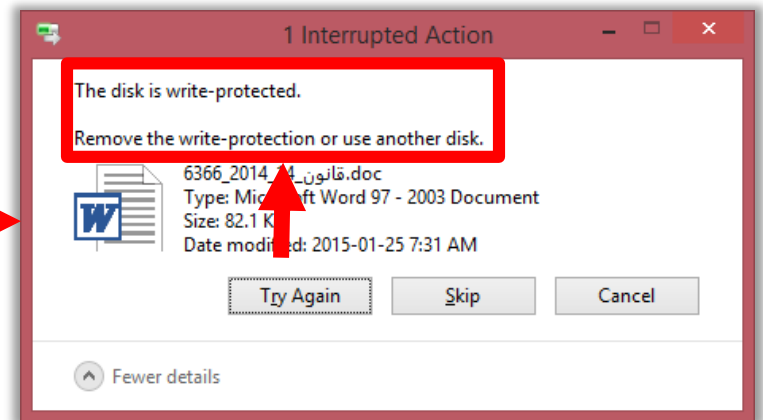 1 Interrupted Action
The disk is write-protected.
Remove the write-protection or use another disk.
قانون_14_2014_6366.doc
Type: Microsoft Word 97 - 2003 Document
Size: 82.1 K
Date modified: 2015-01-25 7:31 AM
Try Again
Skip
Cancel
Fewer details